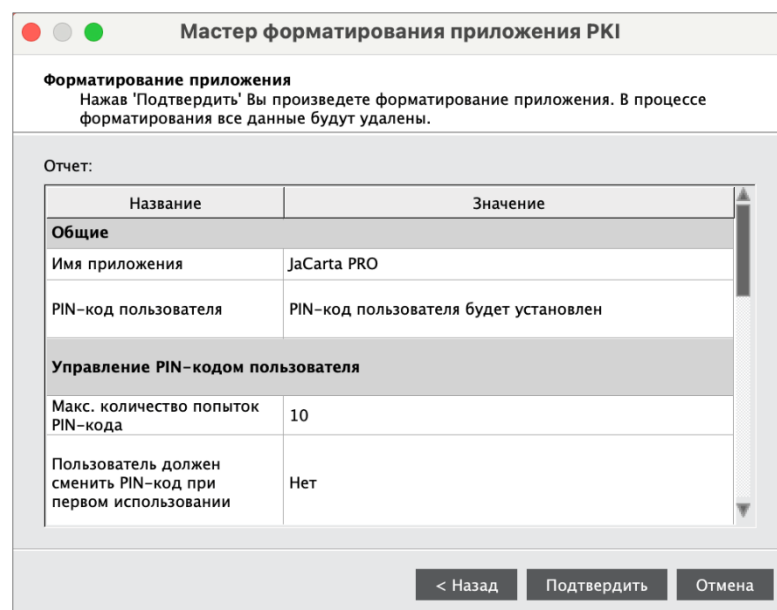 Мастер форматирования приложения PKI
Форматирование приложения
Нажав 'Подтвердить' Вы произведете форматирование приложения. В процессе
форматирования все данные будут удалены.
Отчет:
Название Значение
Общие
Имя приложения JaCarta PRO
PIN-код пользователя PIN-код пользователя будет установлен
Управление PIN-кодом пользователя
Макс. количество попыток
PIN-кода
10
Пользователь должен
сменить PIN-код при
первом использовании
Нет
< Назад Подтвердить Отмена